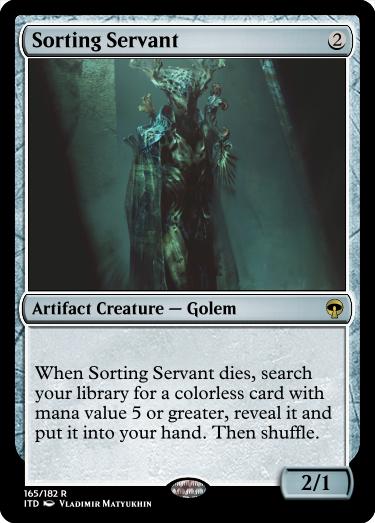 Sorting Servant 2
Artifact Creature — Golem
When Sorting Servant dies, search
your library for a colorless card with
mana value 5 or greater, reveal it and
put it into your hand. Then shuffle.
2/1
165/182 R
ITD Vladimir Matyukhin